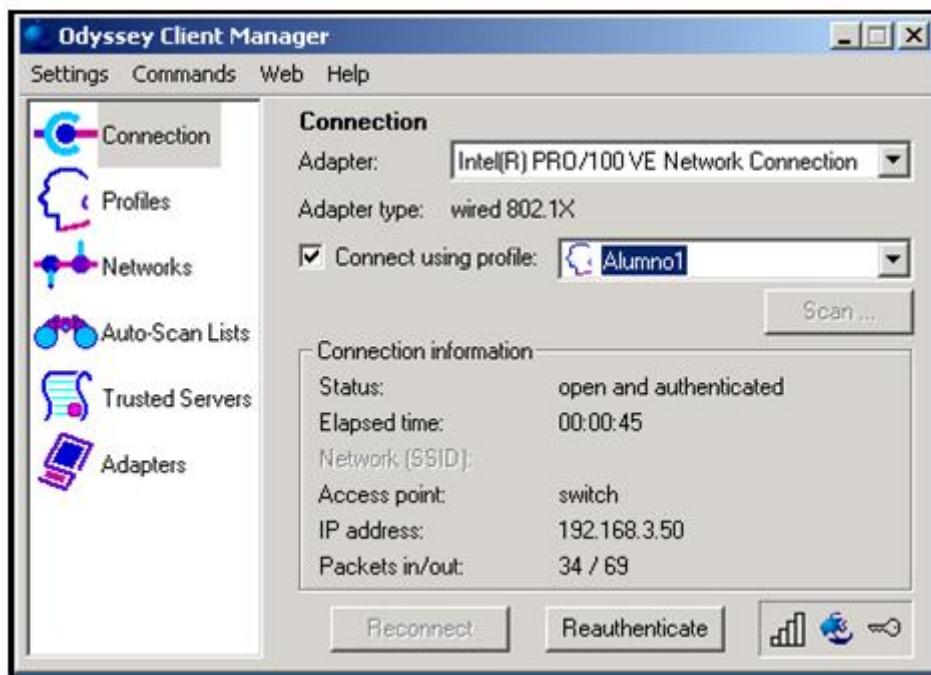 Odyssey Client Manager
Settings Commands Web Help
Connection
Profiles
Networks
Auto-Scan Lists
Trusted Servers
Adapters
Connection
Adapter: Intel(R) PRO/100 VE Network Connection
Adapter type: wired 802.1X
Connect using profile: Alumno1
Scan ...
Connection information
Status: open and authenticated
Elapsed time: 00:00:45
Network (SSID):
Access point: switch
IP address: 192.168.3.50
Packets in/out: 34 / 69
Reconnect Reauthenticate